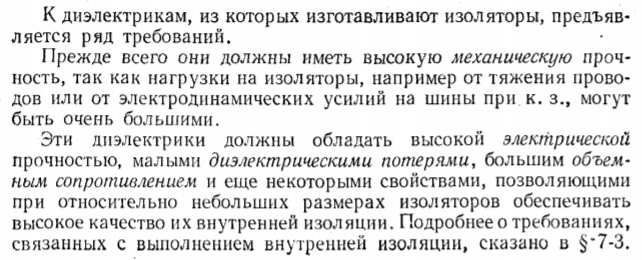 К диэлектрикам, из которых изготавливают изоляторы, предъяв-
ляется ряд требований.
Прежде всего они должны иметь высокую механическую проч-
ность, так как нагрузки на изоляторы, например от тяжения прово-
дов или от электродинамических усилий на шины при к. з., могут
быть очень большими.
Эти диэлектрики должны обладать высокой электрической
прочностью, малыми диэлектрическими потерями, большим объем-
ным сопротивлением и еще некоторыми свойствами, позволяющими
при относительно небольших размерах изоляторов обеспечивать
высокое качество их внутренней изоляции. Подробнее о требованиях,
связанных с выполнением внутренней изоляции, сказано в § 7-3.